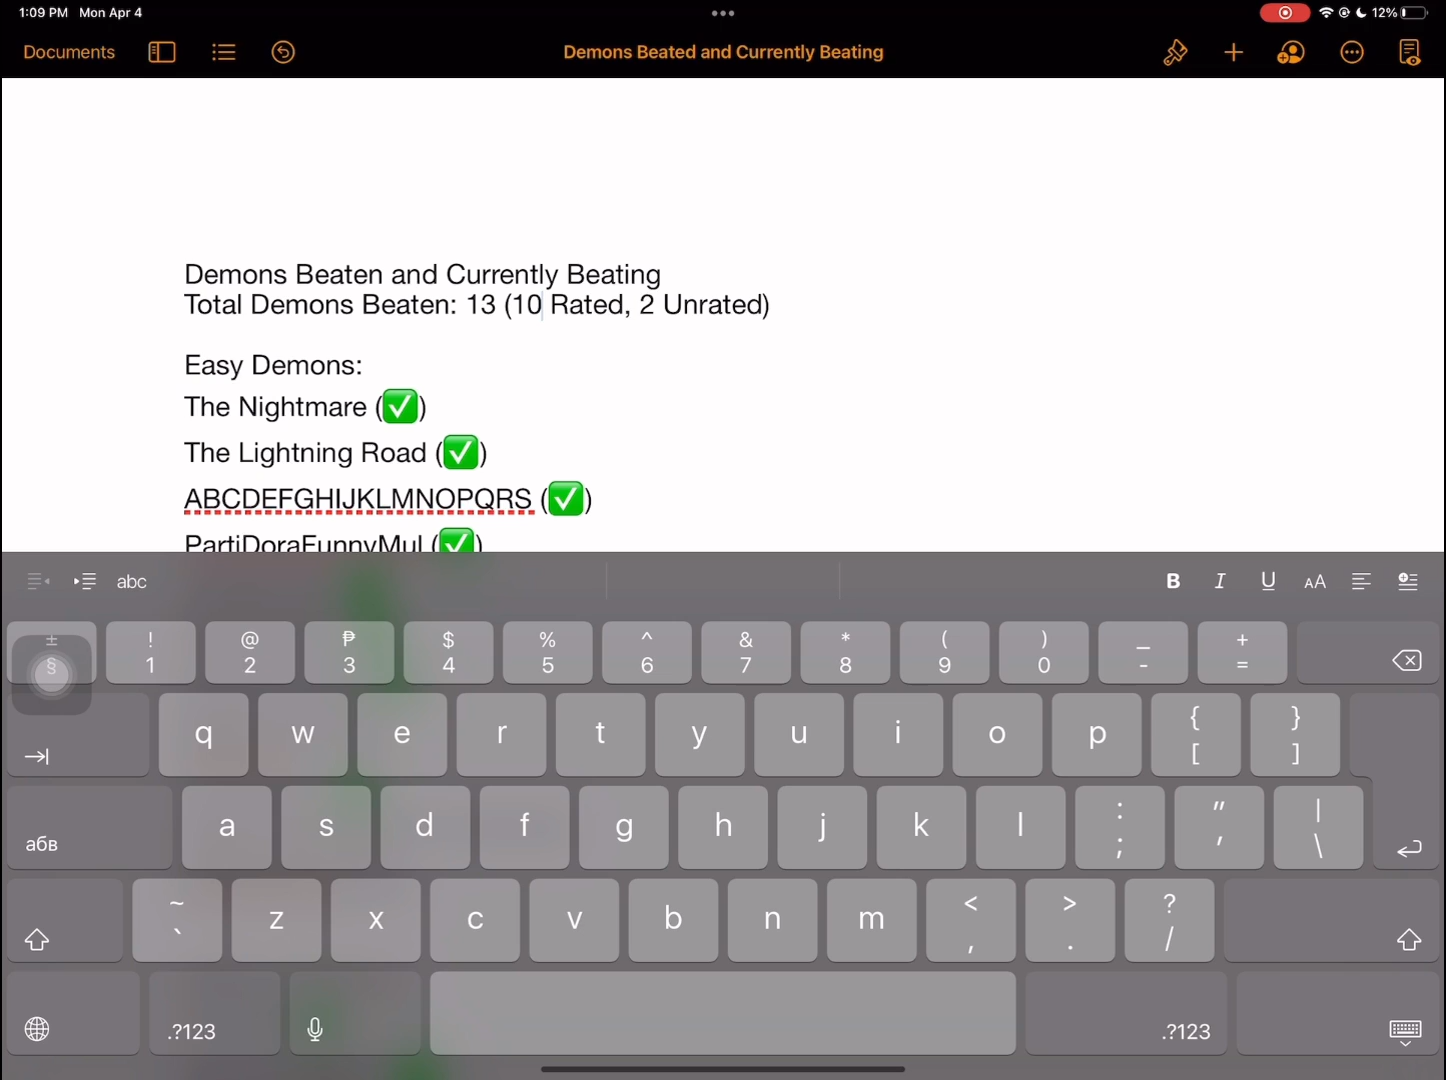 1:09 PM Mon Apr 4
12%
Documents
Demons Beated and Currently Beating
Demons Beaten and Currently Beating
Total Demons Beaten: 13 (10 Rated, 2 Unrated)
Easy Demons:
The Nightmare (✅)
The Lightning Road (✅)
ABCDEFGHIJKLMNOPQRS (✅)
PartiDoraFunnyMul (✅)
abc
B I U AA
± ! @ ₱ $ % ^ & * ( ) _ +
§ 1 2 3 4 5 6 7 8 9 0 - =
q w e r t y u i o p { }
[ ]
абв a s d f g h j k l : " |
; ' \
~ z x c v b n m < > ?
` , . /
.?123 .?123